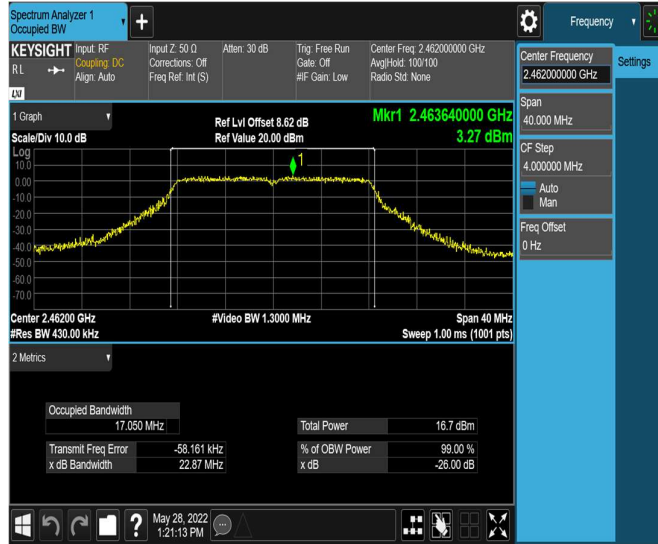 Spectrum Analyzer 1
Occupied BW
Frequency
KEYSIGHT
R L
LXI
Input: RF
Coupling: DC
Align: Auto
Input Z: 50 Ω
Corrections: Off
Freq Ref: Int (S)
Atten: 30 dB
Trig: Free Run
Gate: Off
#IF Gain: Low
Center Freq: 2.462000000 GHz
Avg|Hold: 100/100
Radio Std: None
Center Frequency
2.462000000 GHz
Settings
Span
40.000 MHz
CF Step
4.000000 MHz
Auto
Man
Freq Offset
0 Hz
1 Graph
Scale/Div 10.0 dB
Ref Lvl Offset 8.62 dB
Ref Value 20.00 dBm
Mkr1 2.463640000 GHz
3.27 dBm
Log
10.0
0.00
-10.0
-20.0
-30.0
-40.0
-50.0
-60.0
-70.0
1
Center 2.46200 GHz
#Res BW 430.00 kHz
#Video BW 1.3000 MHz
Span 40 MHz
Sweep 1.00 ms (1001 pts)
2 Metrics
Occupied Bandwidth
17.050 MHz
Total Power 16.7 dBm
Transmit Freq Error -58.161 kHz
% of OBW Power 99.00 %
x dB Bandwidth 22.87 MHz
x dB -26.00 dB
?
May 28, 2022
1:21:13 PM